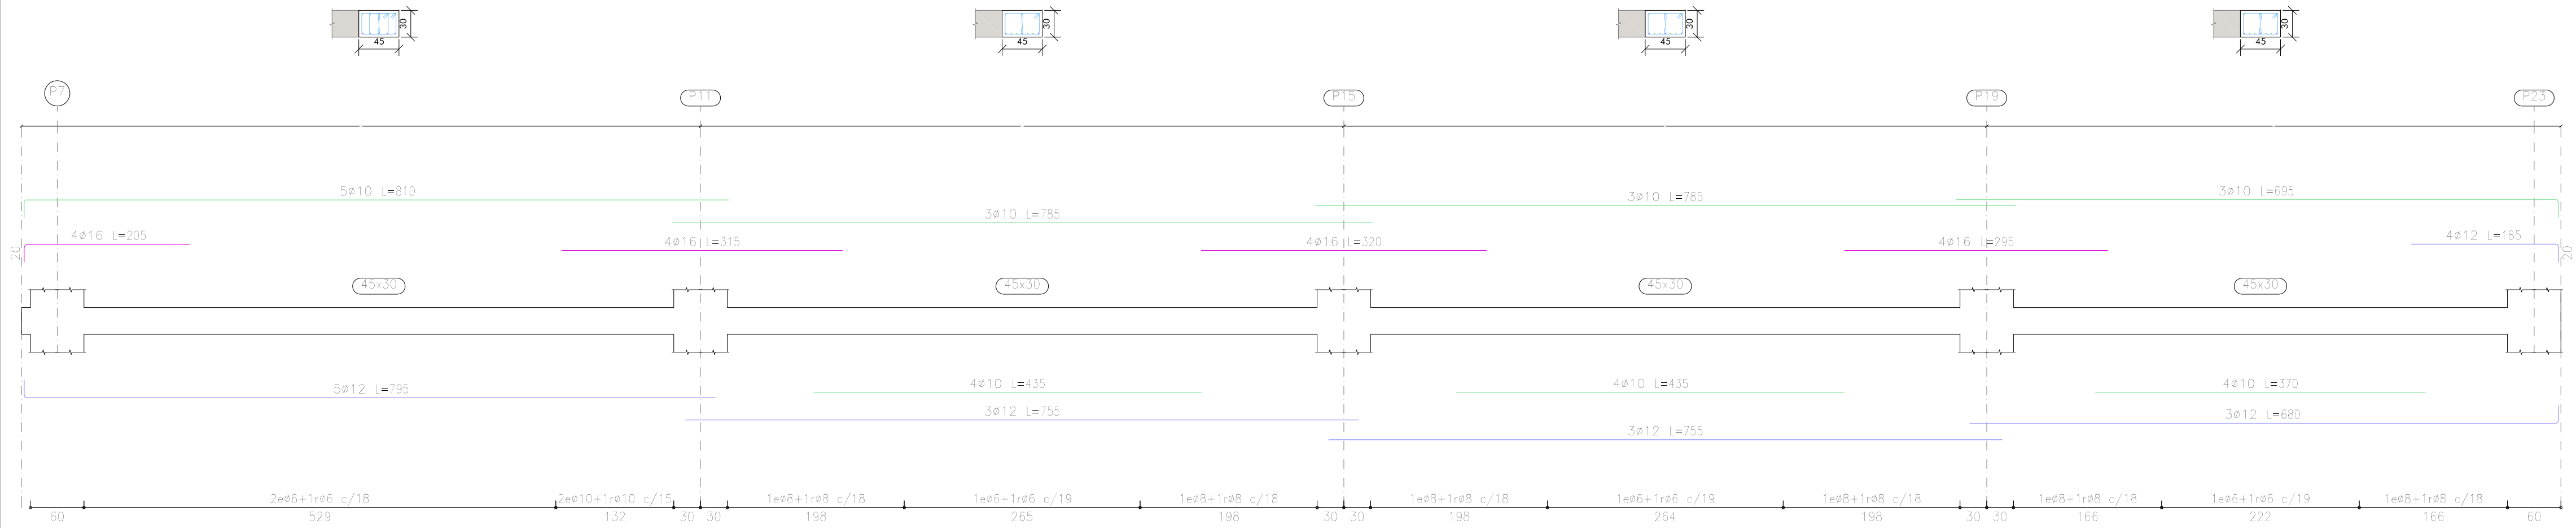 30 30 30 30
45 45 45 45
P7 P11 P15 P19 P23
5ø10 L=810
3ø10 L=785
3ø10 L=785
3ø10 L=695
20
4ø16 L=205
4ø16 L=315
4ø16 L=320
4ø16 L=295
4ø12 L=185
20
45x30 45x30 45x30 45x30
5ø12 L=795
4ø10 L=435
3ø12 L=755
4ø10 L=435
3ø12 L=755
4ø10 L=370
3ø12 L=680
2eø6+1rø6 c/18 2eø10+1rø10 c/15 1eø8+1rø8 c/18 1eø6+1rø6 c/19 1eø8+1rø8 c/18 1eø8+1rø8 c/18 1eø6+1rø6 c/19 1eø8+1rø8 c/18 1eø8+1rø8 c/18 1eø6+1rø6 c/19 1eø8+1rø8 c/18
60 529 132 30 30 198 265 198 30 30 198 264 198 30 30 166 222 166 60